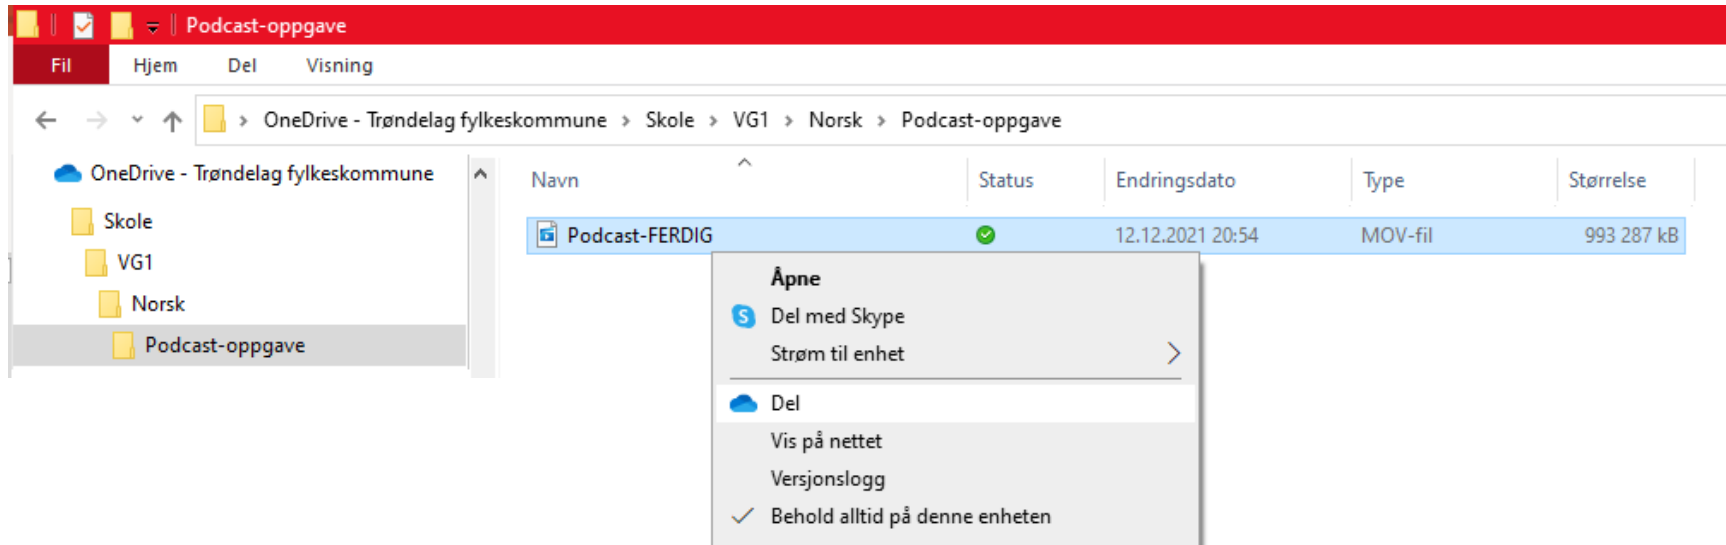 Podcast-oppgave
Fil Hjem Del Visning
OneDrive - Trøndelag fylkeskommune > Skole > VG1 > Norsk > Podcast-oppgave
OneDrive - Trøndelag fylkeskommune
Skole
VG1
Norsk
Podcast-oppgave
Navn Status Endringsdato Type Størrelse
Podcast-FERDIG 12.12.2021 20:54 MOV-fil 993 287 kB
Åpne
Del med Skype
Strøm til enhet
Del
Vis på nettet
Versjonslogg
Behold alltid på denne enheten